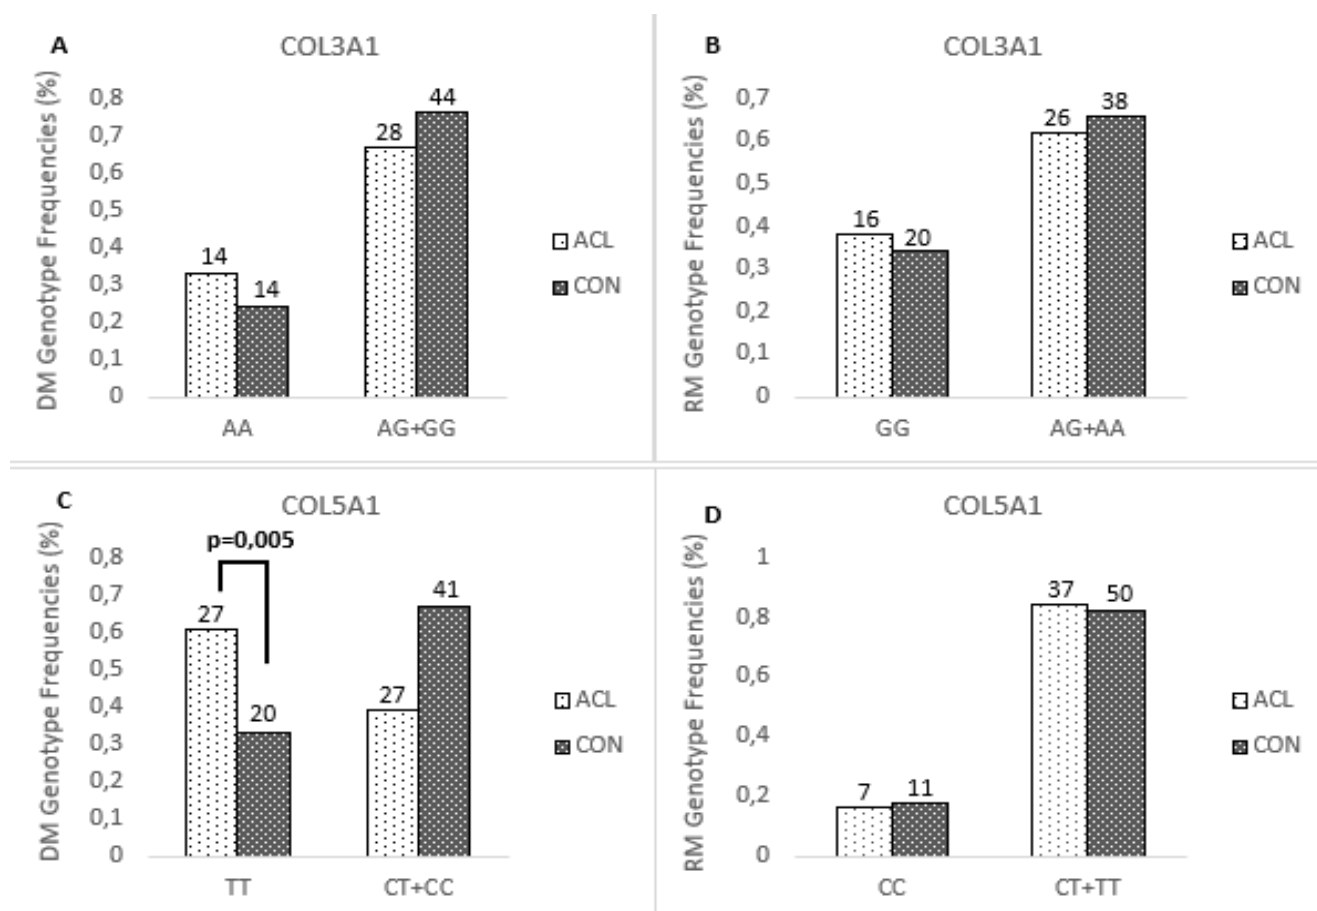 A
COL3A1
DM Genotype Frequencies (%)
0,8
0,7
0,6
0,5
0,4
0,3
0,2
0,1
0
14
14
28
44
AA
AG+GG
ACL
CON
B
COL3A1
RM Genotype Frequencies (%)
0,7
0,6
0,5
0,4
0,3
0,2
0,1
0
16
20
26
38
GG
AG+AA
ACL
CON
C
COL5A1
p=0,005
DM Genotype Frequencies (%)
0,8
0,7
0,6
0,5
0,4
0,3
0,2
0,1
0
27
20
27
41
TT
CT+CC
ACL
CON
D
COL5A1
RM Genotype Frequencies (%)
1
0,8
0,6
0,4
0,2
0
7
11
37
50
CC
CT+TT
ACL
CON